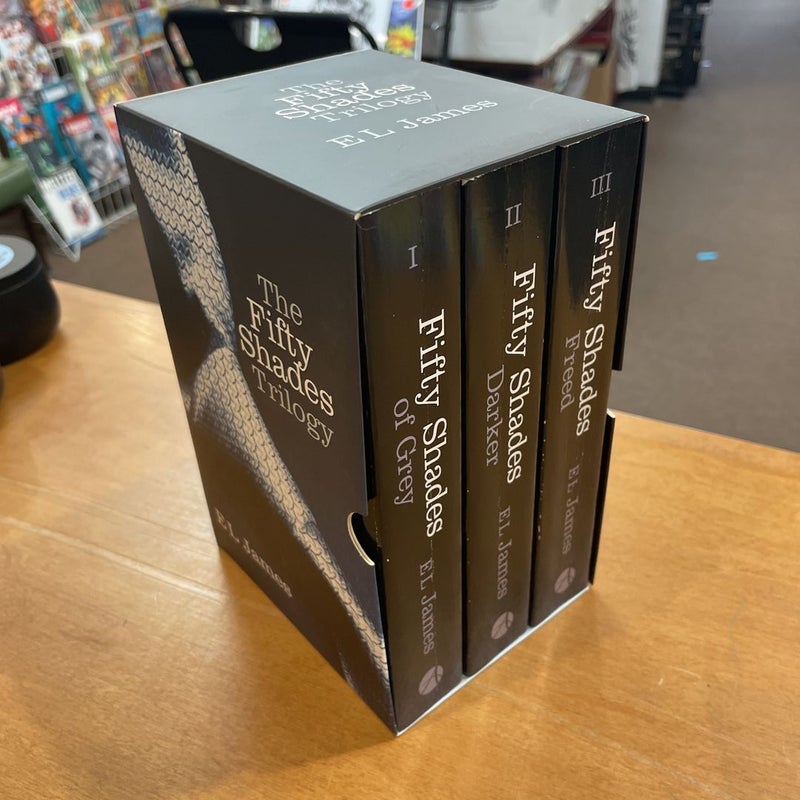 The
Fifty
Shades
Trilogy
E L James
The
Fifty
Shades
Trilogy
E L James
I
Fifty Shades
of Grey
E L James
II
Fifty Shades
Darker
E L James
III
Fifty Shades
Freed
E L James